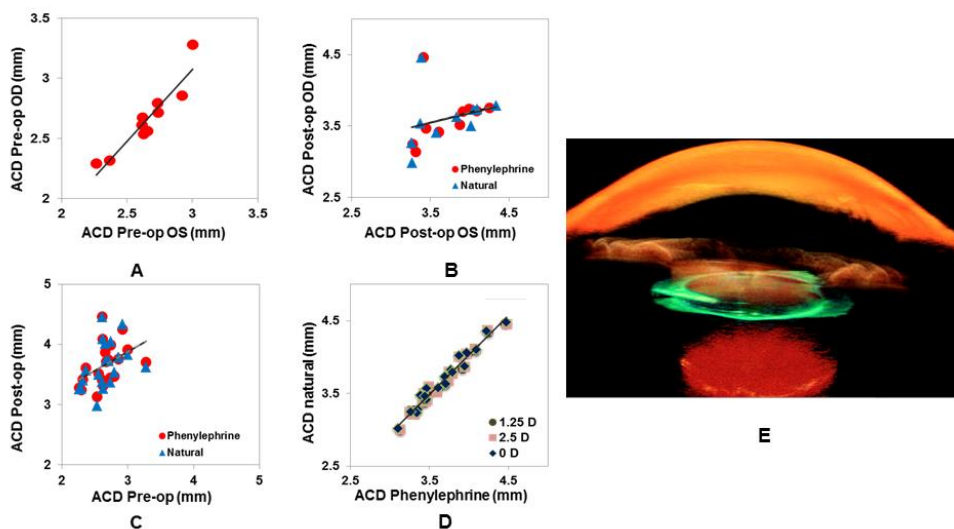 3.5
3
2.5
2
2
2.5
3
3.5
ACD Pre-op OD (mm)
ACD Pre-op OS (mm)
A
4.5
3.5
2.5
2.5
3.5
4.5
ACD Post-op OD (mm)
Phenylephrine
Natural
ACD Post-op OS (mm)
B
5
4
3
2
2
3
4
5
ACD Post-op (mm)
Phenylephrine
Natural
ACD Pre-op (mm)
C
4.5
3.5
2.5
2.5
3.5
4.5
ACD natural (mm)
1.25 D
2.5 D
0 D
ACD Phenylephrine (mm)
D
E